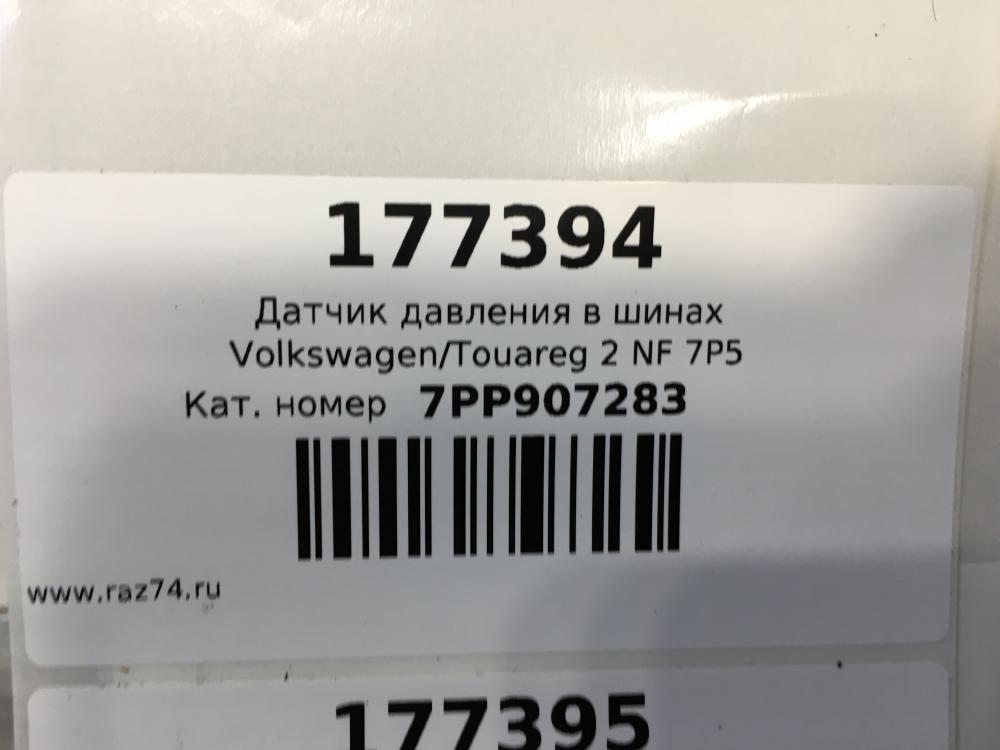 177394
Датчик давления в шинах
Volkswagen/Touareg 2 NF 7P5
Кат. номер 7PP907283
www.raz74.ru
177395